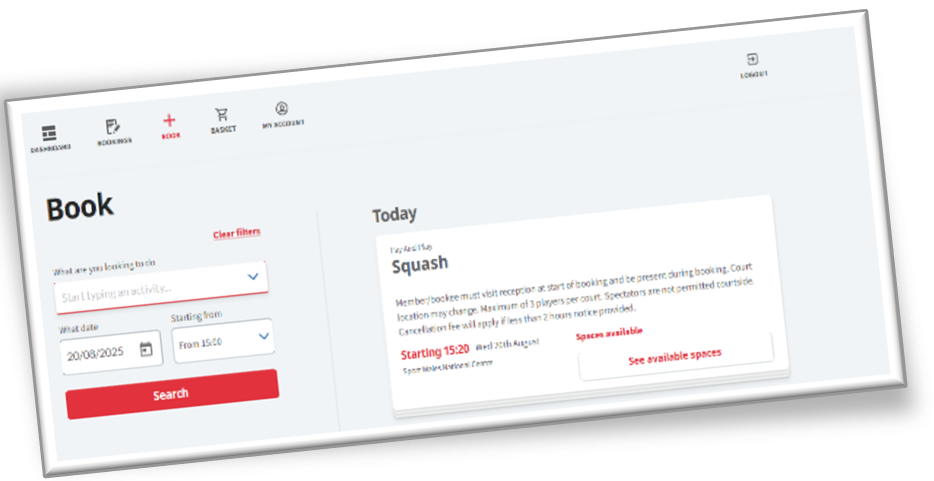 DASHBOARD
BOOKINGS
BOOK
BASKET
MY ACCOUNT
LOGOUT
Book
Clear filters
What are you looking to do
Start typing an activity...
What date
Starting from
20/08/2025
From 15:00
Search
Today
Pay And Play
Squash
Member/bookee must visit reception at start of booking and be present during booking. Court
location may change. Maximum of 3 players per court. Spectators are not permitted courtside.
Cancellation fee will apply if less than 2 hours notice provided.
Starting 15:20 Wed 20th August
Sport Wales National Centre
Spaces available
See available spaces